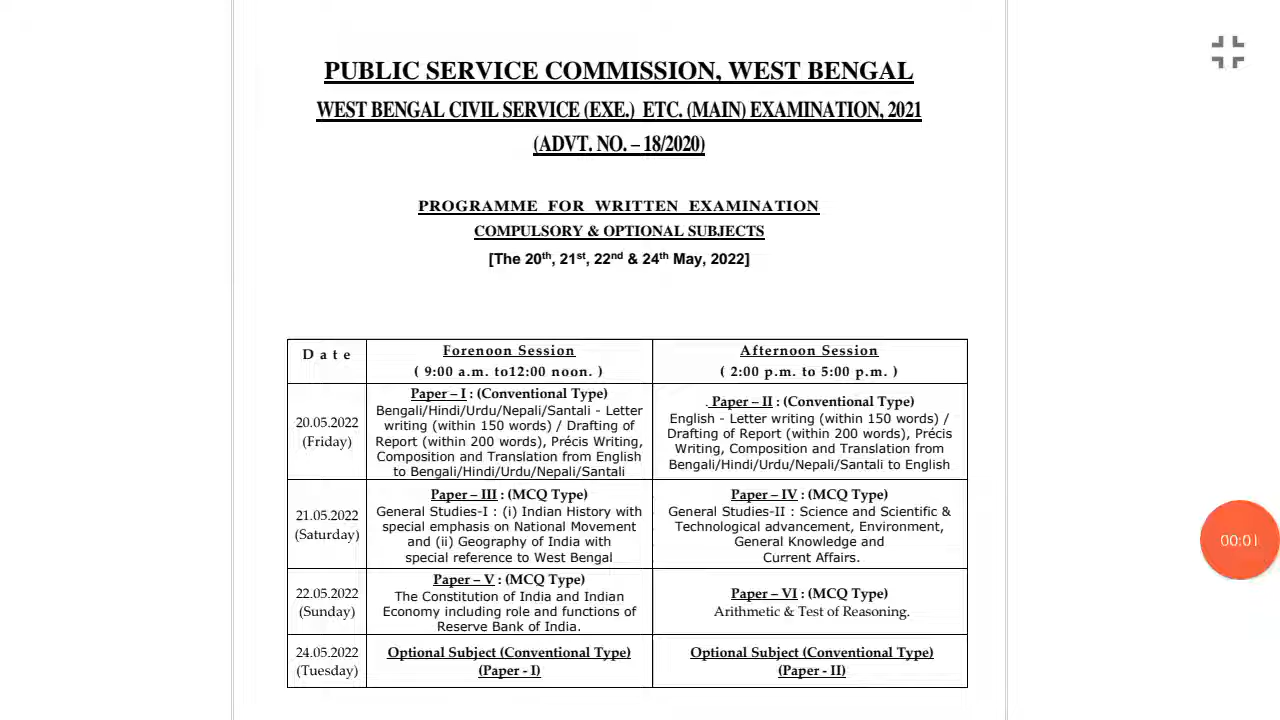 PUBLIC SERVICE COMMISSION, WEST BENGAL
WEST BENGAL CIVIL SERVICE (EXE.) ETC. (MAIN) EXAMINATION, 2021
(ADVT. NO. – 18/2020)
PROGRAMME FOR WRITTEN EXAMINATION
COMPULSORY & OPTIONAL SUBJECTS
[The 20th, 21st, 22nd & 24th May, 2022]
Date
Forenoon Session
( 9:00 a.m. to12:00 noon. )
Afternoon Session
( 2:00 p.m. to 5:00 p.m. )
20.05.2022
(Friday)
Paper – I : (Conventional Type)
Bengali/Hindi/Urdu/Nepali/Santali - Letter
writing (within 150 words) / Drafting of
Report (within 200 words), Précis Writing,
Composition and Translation from English
to Bengali/Hindi/Urdu/Nepali/Santali
. Paper – II : (Conventional Type)
English - Letter writing (within 150 words) /
Drafting of Report (within 200 words), Précis
Writing, Composition and Translation from
Bengali/Hindi/Urdu/Nepali/Santali to English
21.05.2022
(Saturday)
Paper – III : (MCQ Type)
General Studies-I : (i) Indian History with
special emphasis on National Movement
and (ii) Geography of India with
special reference to West Bengal
Paper – IV : (MCQ Type)
General Studies-II : Science and Scientific &
Technological advancement, Environment,
General Knowledge and
Current Affairs.
22.05.2022
(Sunday)
Paper – V : (MCQ Type)
The Constitution of India and Indian
Economy including role and functions of
Reserve Bank of India.
Paper – VI : (MCQ Type)
Arithmetic & Test of Reasoning.
24.05.2022
(Tuesday)
Optional Subject (Conventional Type)
(Paper - I)
Optional Subject (Conventional Type)
(Paper - II)
00:01